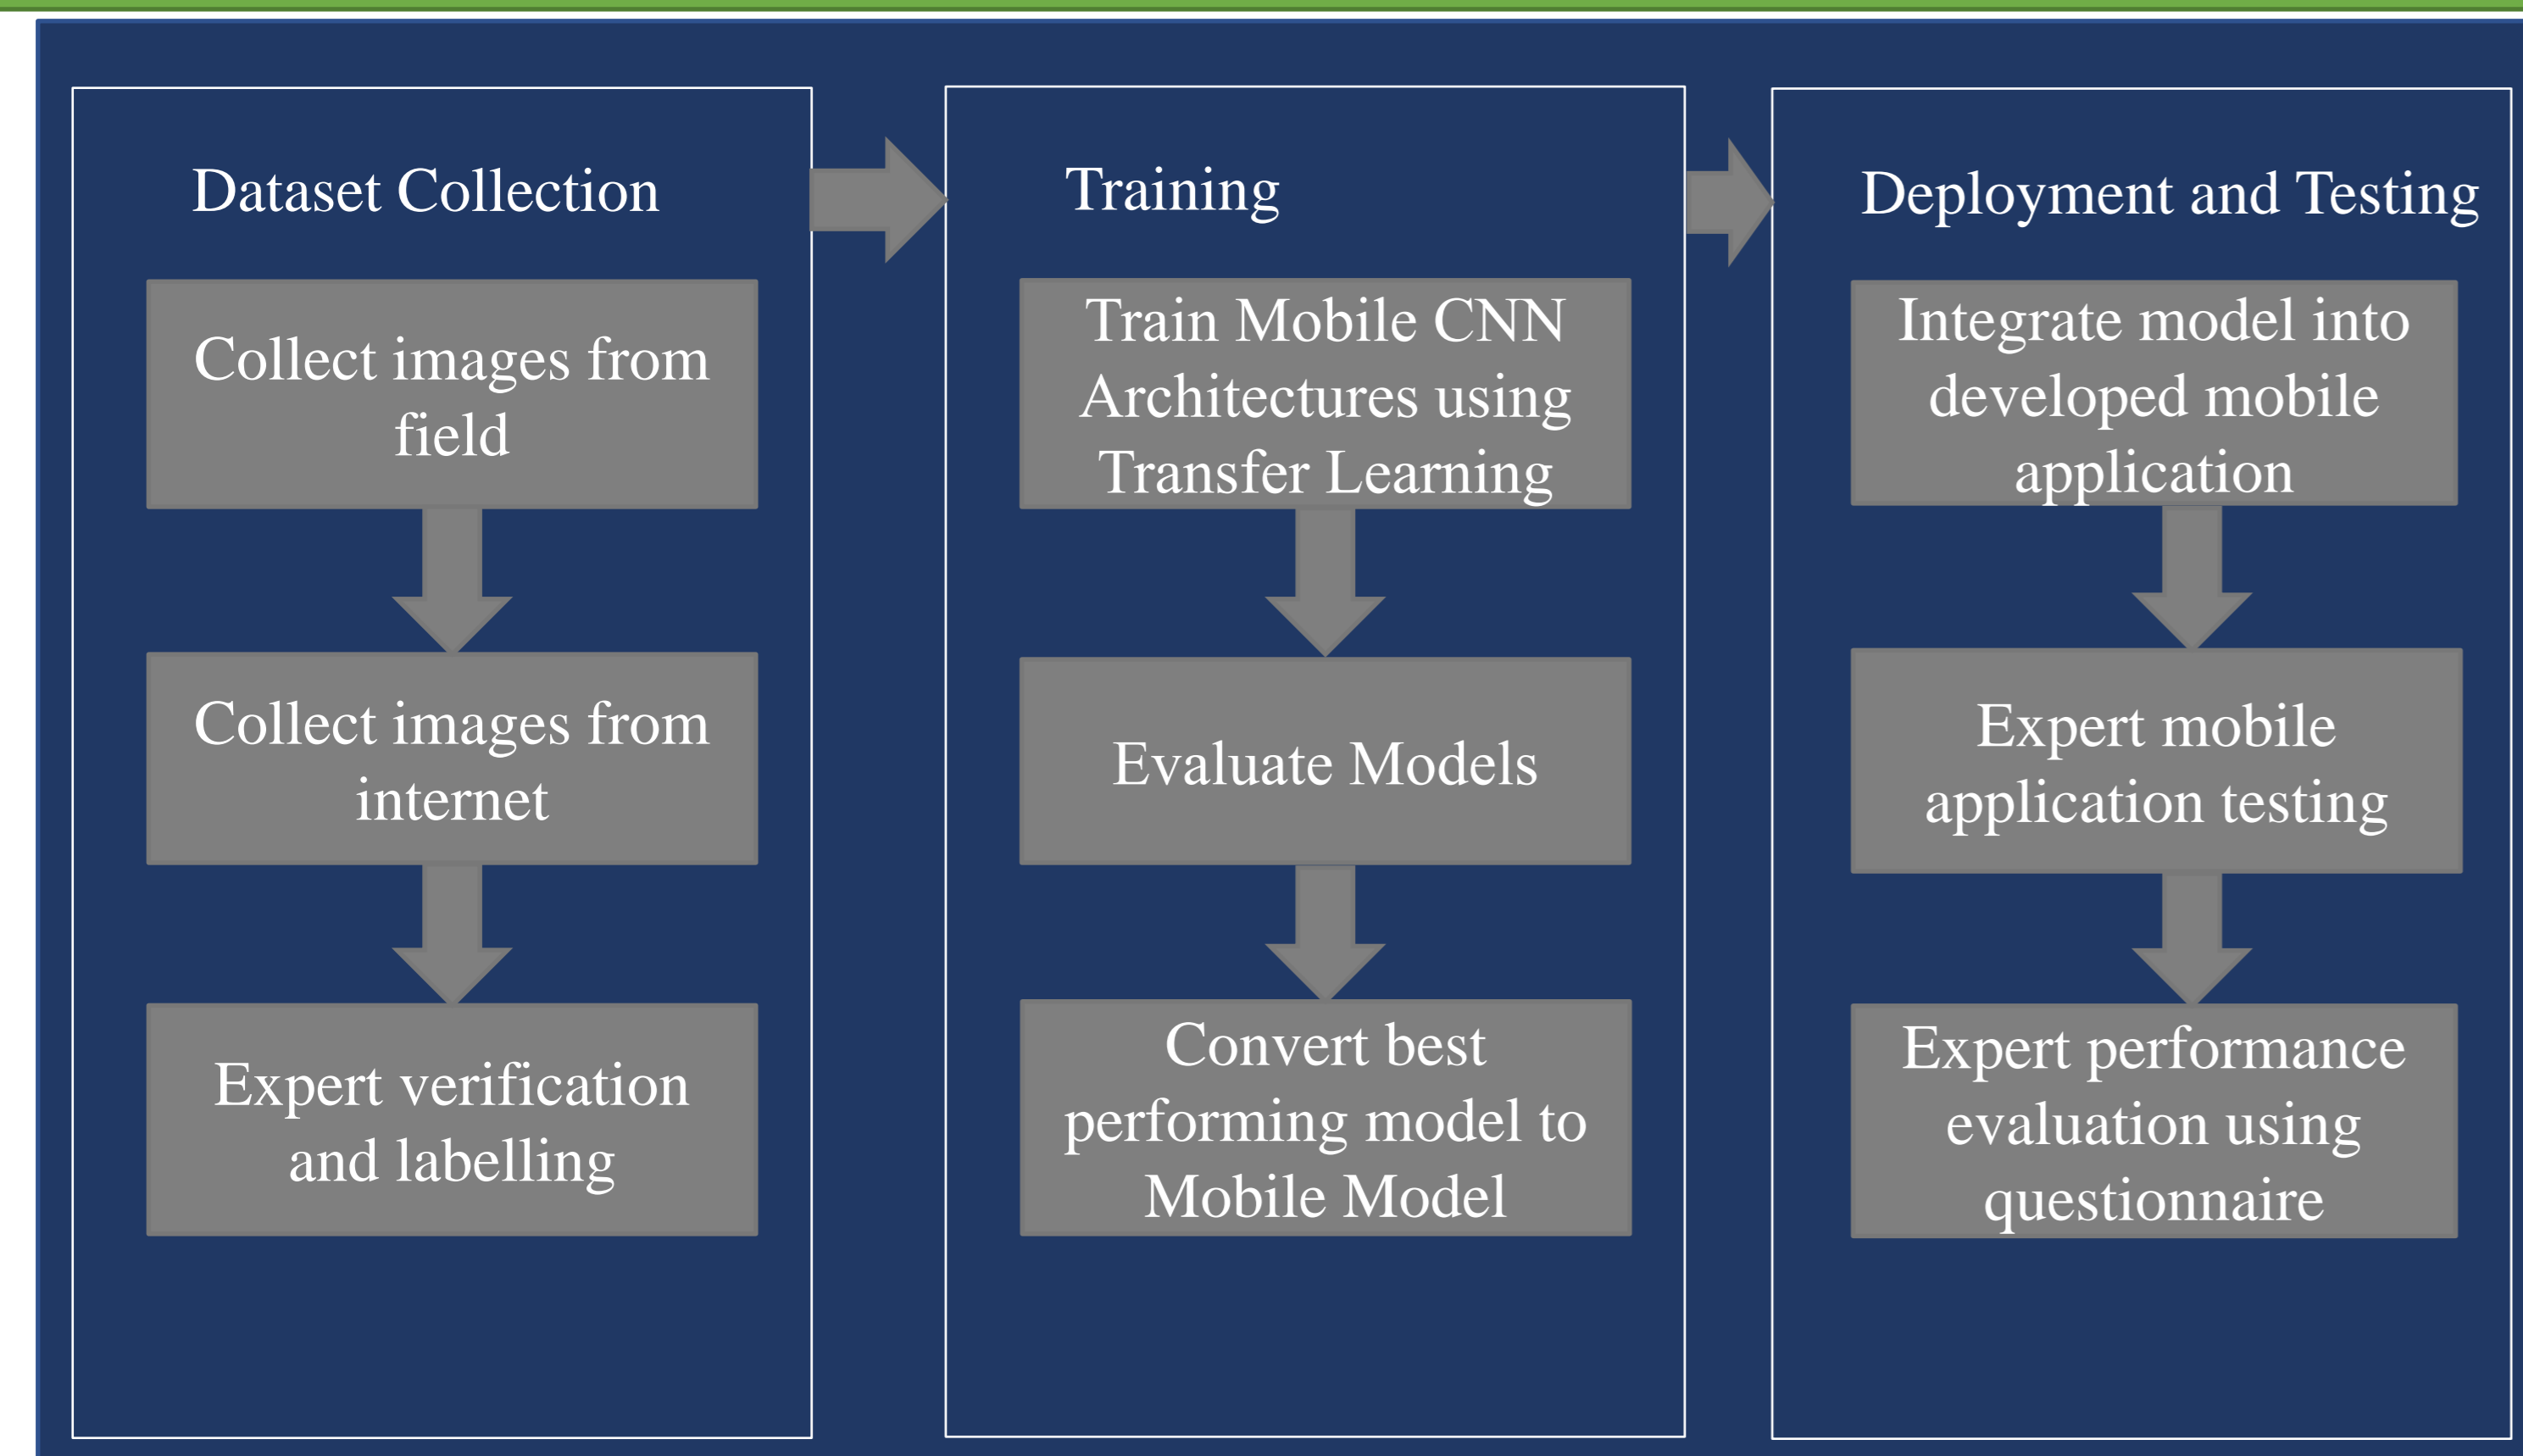 Dataset Collection
Collect images from
field
Collect images from
internet
Expert verification
and labelling
Training
Train Mobile CNN
Architectures using
Transfer Learning
Evaluate Models
Convert best
performing model to
Mobile Model
Deployment and Testing
Integrate model into
developed mobile
application
Expert mobile
application testing
Expert performance
evaluation using
questionnaire